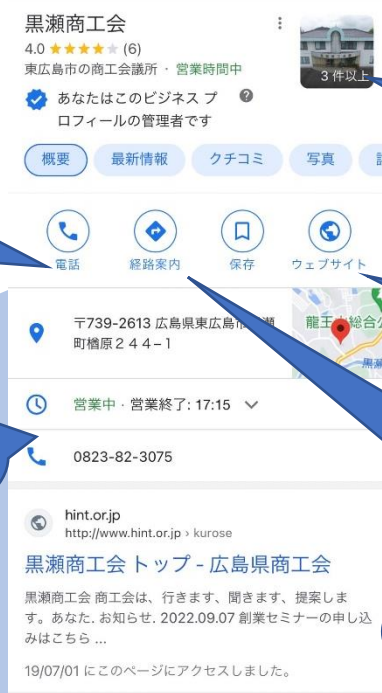 黒瀬商工会
4.0 ★★★★★ (6)
東広島市の商工会議所 · 営業時間中
3 件以上
あなたはこのビジネス プ
ロフィールの管理者です
概要 最新情報 クチコミ 写真
電話 経路案内 保存 ウェブサイト
〒739-2613 広島県東広島市 瀬
町楢原２４４−１
龍王 総合公
営業中 · 営業終了: 17:15
0823-82-3075
hint.or.jp
http://www.hint.or.jp › kurose
黒瀬商工会 トップ - 広島県商工会
黒瀬商工会 商工会は、行きます、聞きます、提案しま
す。あなた. お知らせ. 2022.09.07 創業セミナーの申し込
みはこちら ...
19/07/01 にこのページにアクセスしました。